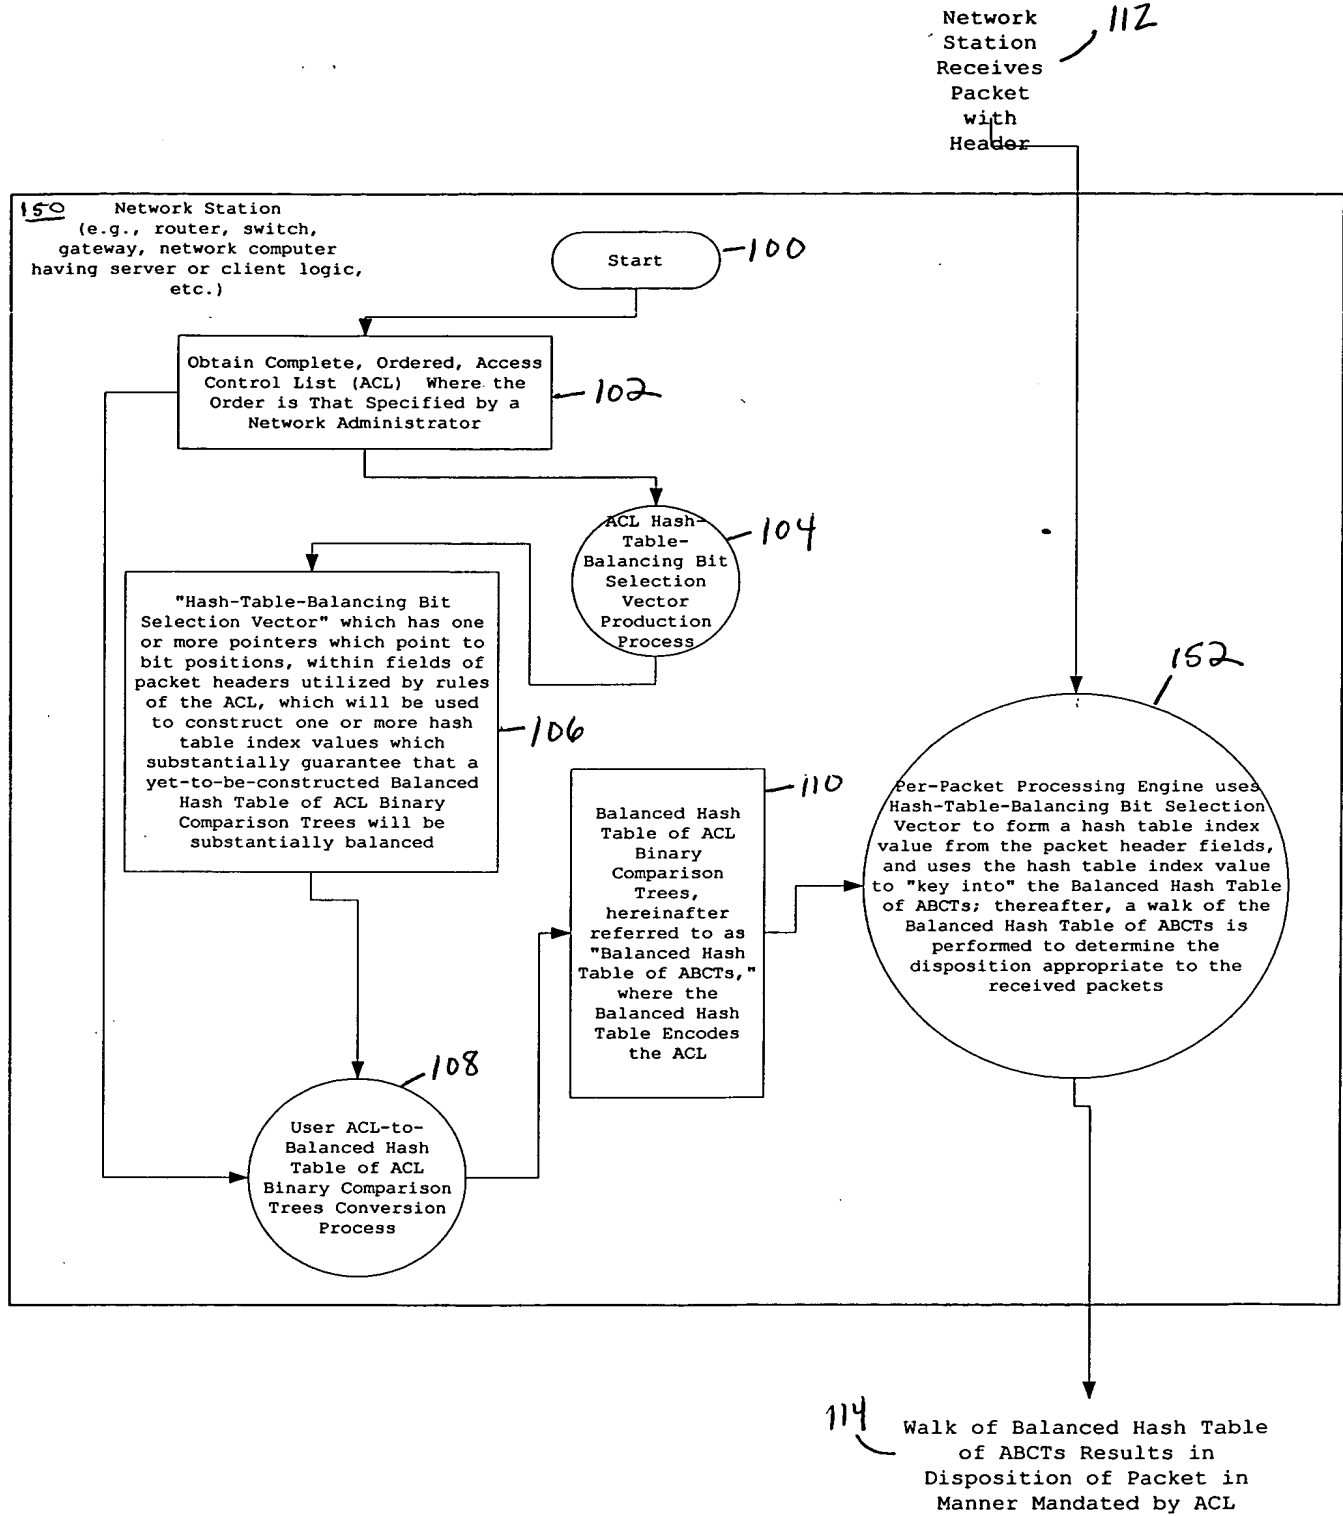 Network
Station
Receives
Packet
with
Header
112
150 Network Station
(e.g., router, switch,
gateway, network computer
having server or client logic,
etc.)
Start
100
Obtain Complete, Ordered, Access
Control List (ACL) Where the
Order is That Specified by a
Network Administrator
102
ACL Hash-
Table-
Balancing Bit
Selection
Vector
Production
Process
104
"Hash-Table-Balancing Bit
Selection Vector" which has one
or more pointers which point to
bit positions, within fields of
packet headers utilized by rules
of the ACL, which will be used
to construct one or more hash
table index values which
substantially guarantee that a
yet-to-be-constructed Balanced
Hash Table of ACL Binary
Comparison Trees will be
substantially balanced
106
User ACL-to-
Balanced Hash
Table of ACL
Binary Comparison
Trees Conversion
Process
108
Balanced Hash
Table of ACL
Binary
Comparison
Trees,
hereinafter
referred to as
"Balanced Hash
Table of ABCTs,"
where the
Balanced Hash
Table Encodes
the ACL
110
Per-Packet Processing Engine uses
Hash-Table-Balancing Bit Selection
Vector to form a hash table index
value from the packet header fields,
and uses the hash table index value
to "key into" the Balanced Hash Table
of ABCTs; thereafter, a walk of the
Balanced Hash Table of ABCTs is
performed to determine the
disposition appropriate to the
received packets
152
114
Walk of Balanced Hash Table
of ABCTs Results in
Disposition of Packet in
Manner Mandated by ACL